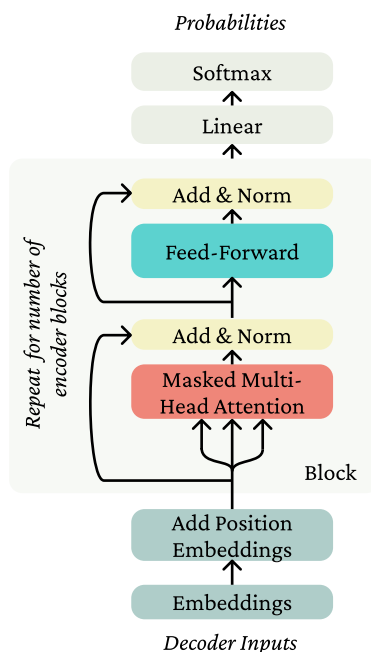 Probabilities
Softmax
Linear
Add & Norm
Feed-Forward
Repeat for number of
encoder blocks
Add & Norm
Masked Multi-
Head Attention
Block
Add Position
Embeddings
Embeddings
Decoder Inputs